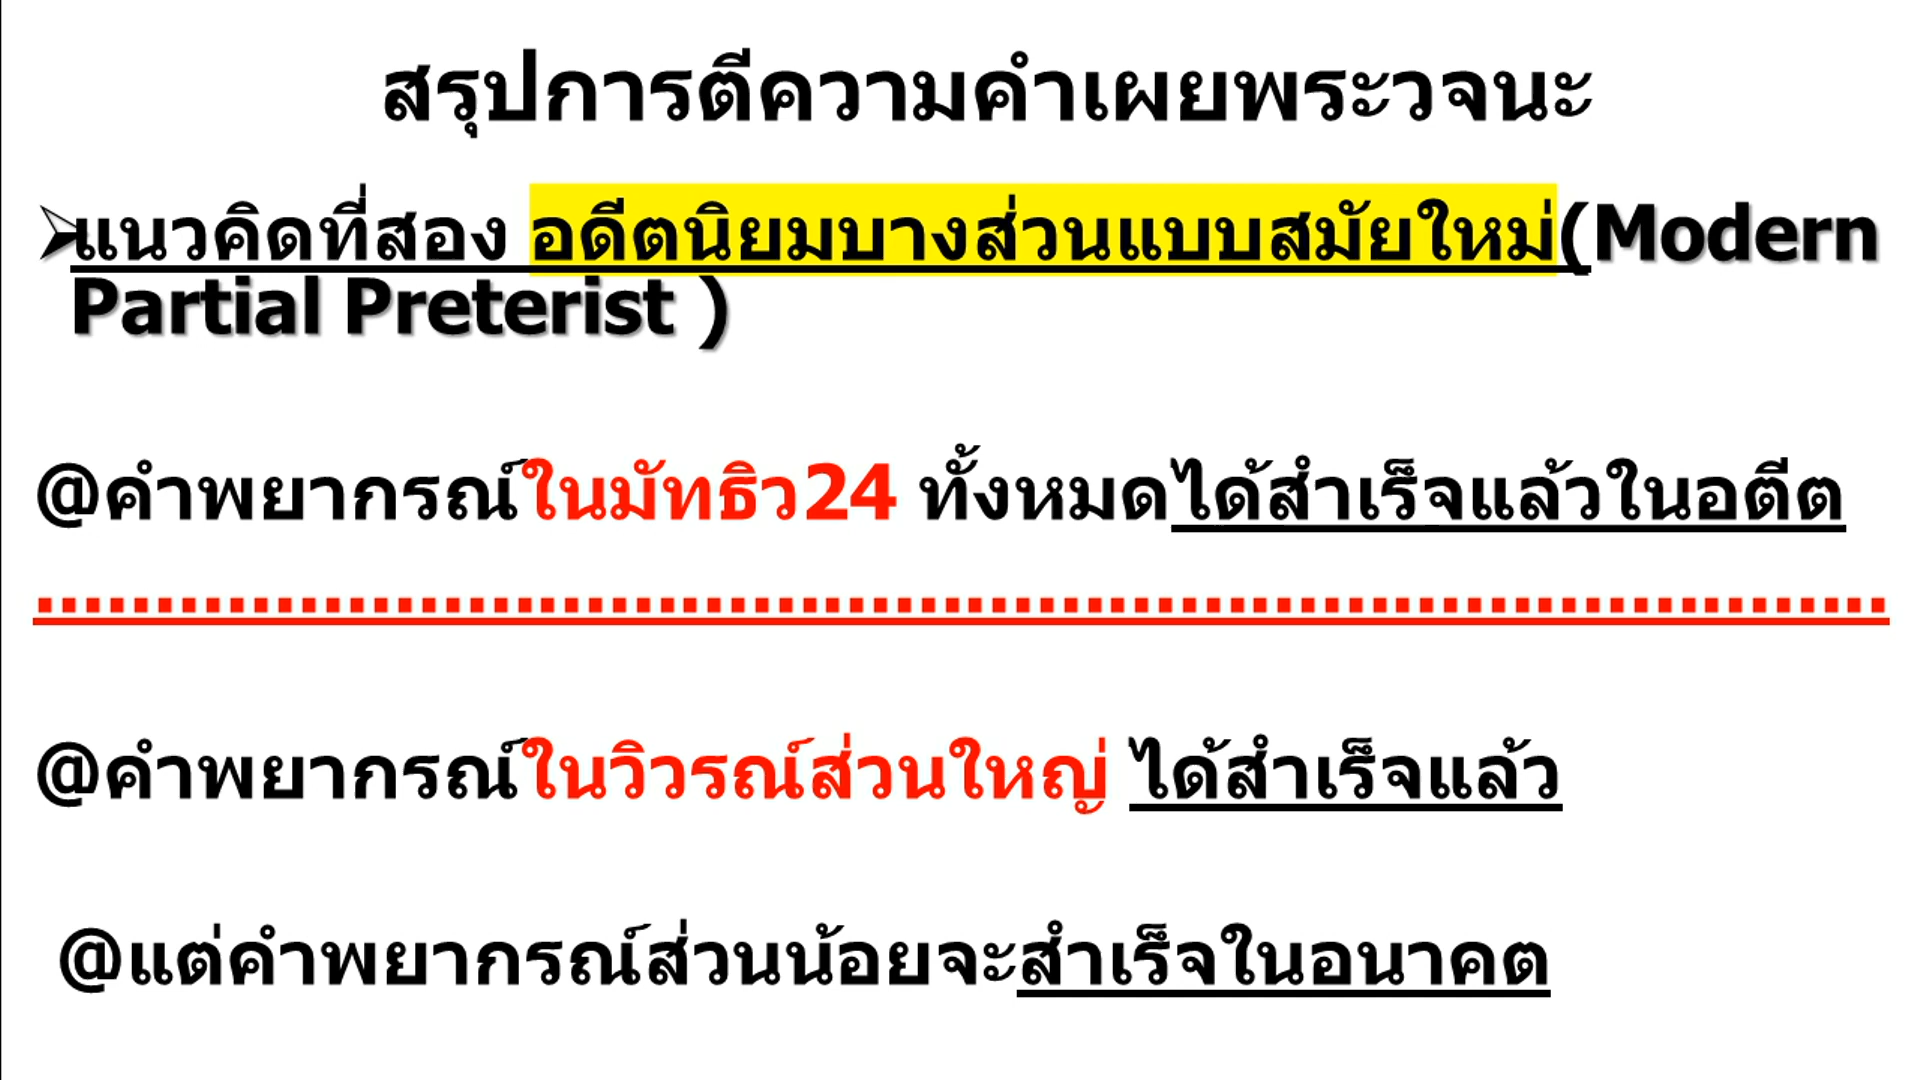 สรุปการตีความคำเผยพระวจนะ
➢แนวคิดที่สอง อดีตนิยมบางส่วนแบบสมัยใหม่(Modern
Partial Preterist )
@คำพยากรณ์ในมัทธิว24 ทั้งหมดได้สำเร็จแล้วในอตีต
...............................................................................
@คำพยากรณ์ในวิวรณ์ส่วนใหญ่ ได้สำเร็จแล้ว
@แต่คำพยากรณ์ส่วนน้อยจะสำเร็จในอนาคต